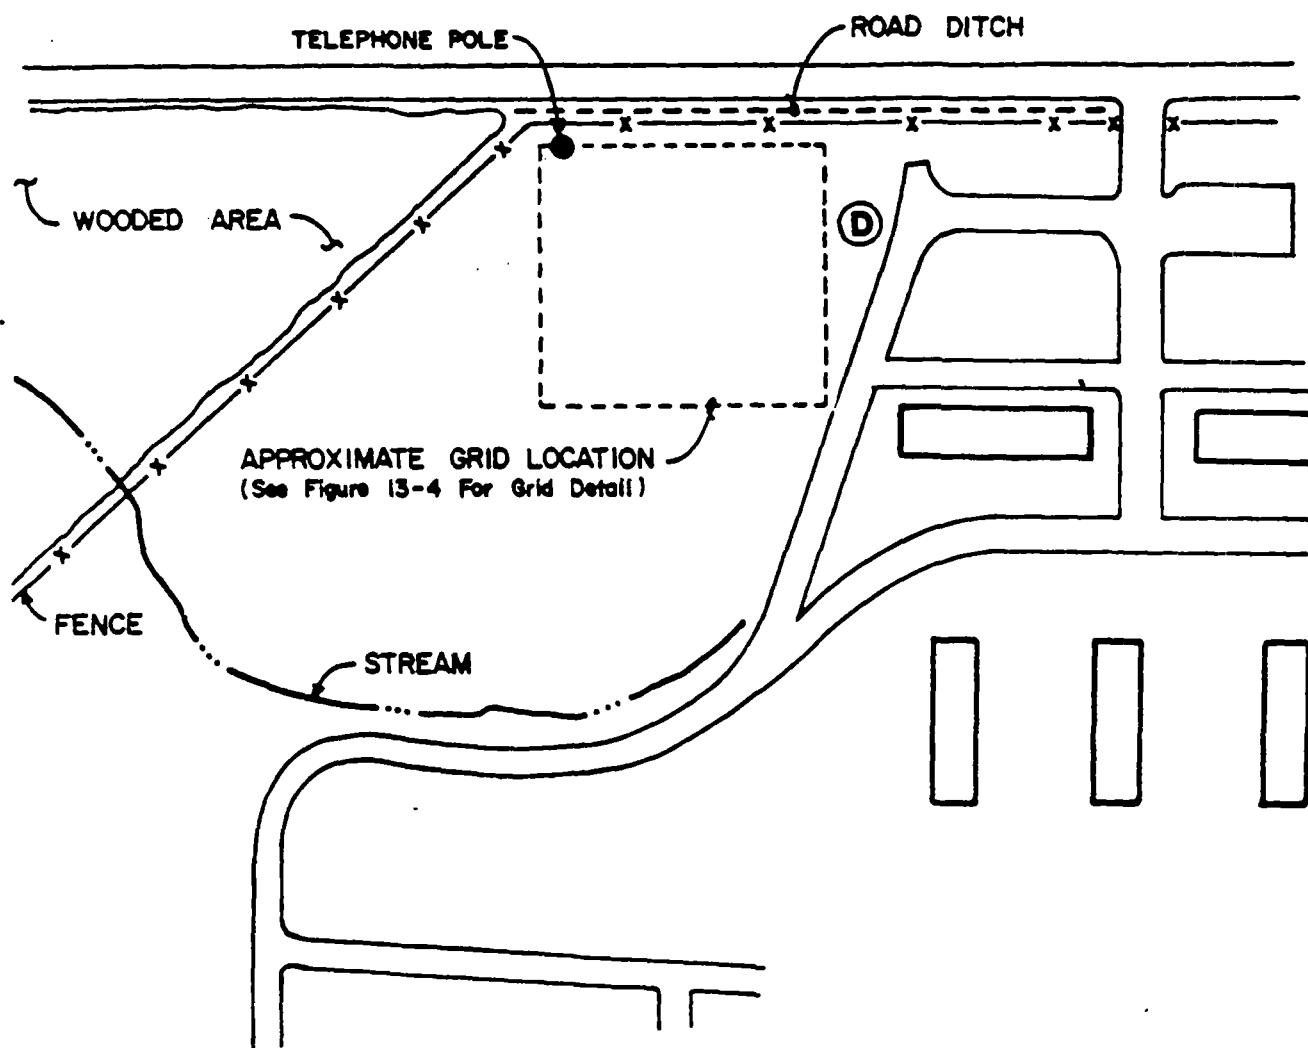 ROAD DITCH
TELEPHONE POLE
WOODED AREA
D
APPROXIMATE GRID LOCATION
(See Figure 13-4 For Grid Detail)
FENCE
STREAM